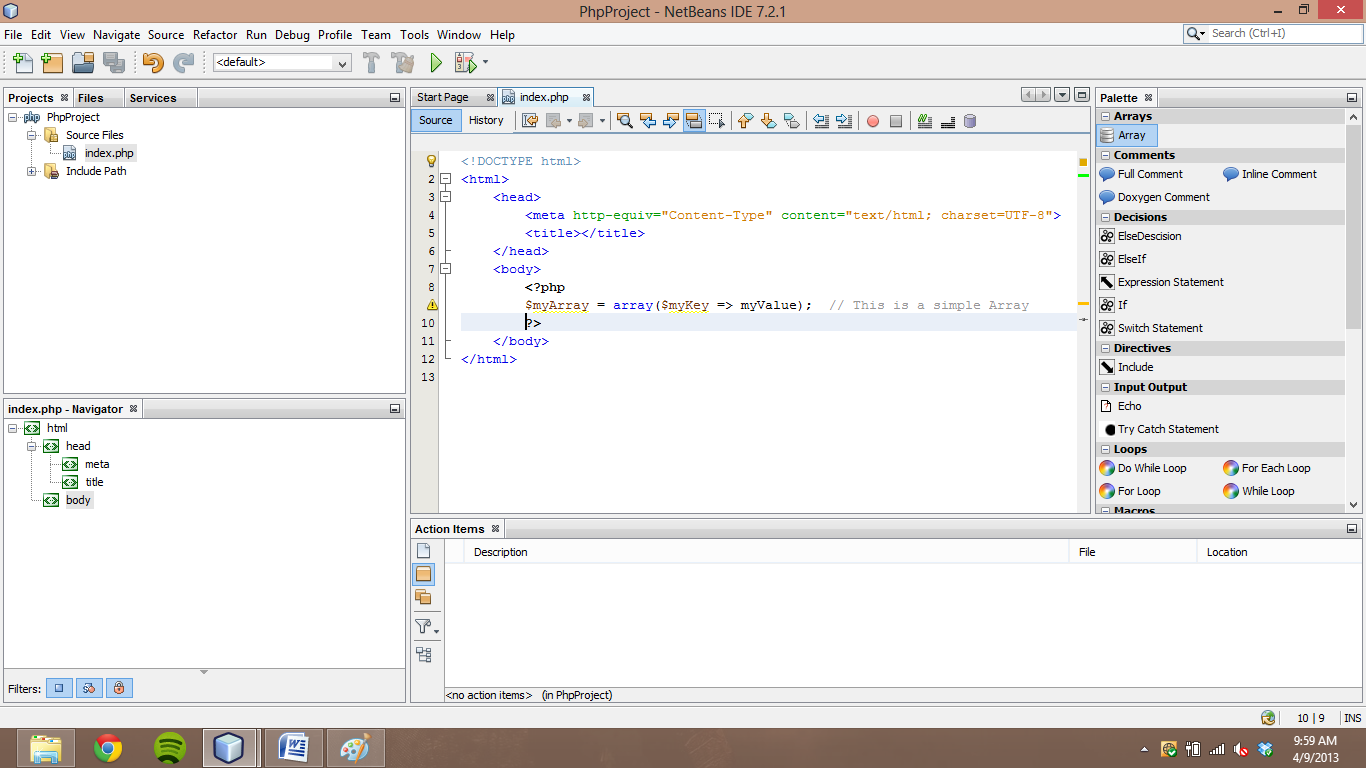 PhpProject - NetBeans IDE 7.2.1
File Edit View Navigate Source Refactor Run Debug Profile Team Tools Window Help
Search (Ctrl+I)
<default>
Projects Files Services
PhpProject
Source Files
index.php
Include Path
index.php - Navigator
html
head
meta
title
body
Filters:
Start Page index.php
Source History
<!DOCTYPE html>
2 <html>
3 <head>
4 <meta http-equiv="Content-Type" content="text/html; charset=UTF-8">
5 <title></title>
6 </head>
7 <body>
8 <?php
$myArray = array($myKey => myValue); // This is a simple Array
10 ?>
11 </body>
12 </html>
13
Palette
Arrays
Array
Comments
Full Comment Inline Comment
Doxygen Comment
Decisions
ElseDescision
ElseIf
Expression Statement
If
Switch Statement
Directives
Include
Input Output
Echo
Try Catch Statement
Loops
Do While Loop For Each Loop
For Loop While Loop
Macros
Action Items
Description File Location
<no action items> (in PhpProject)
10 | 9 INS
9:59 AM
4/9/2013